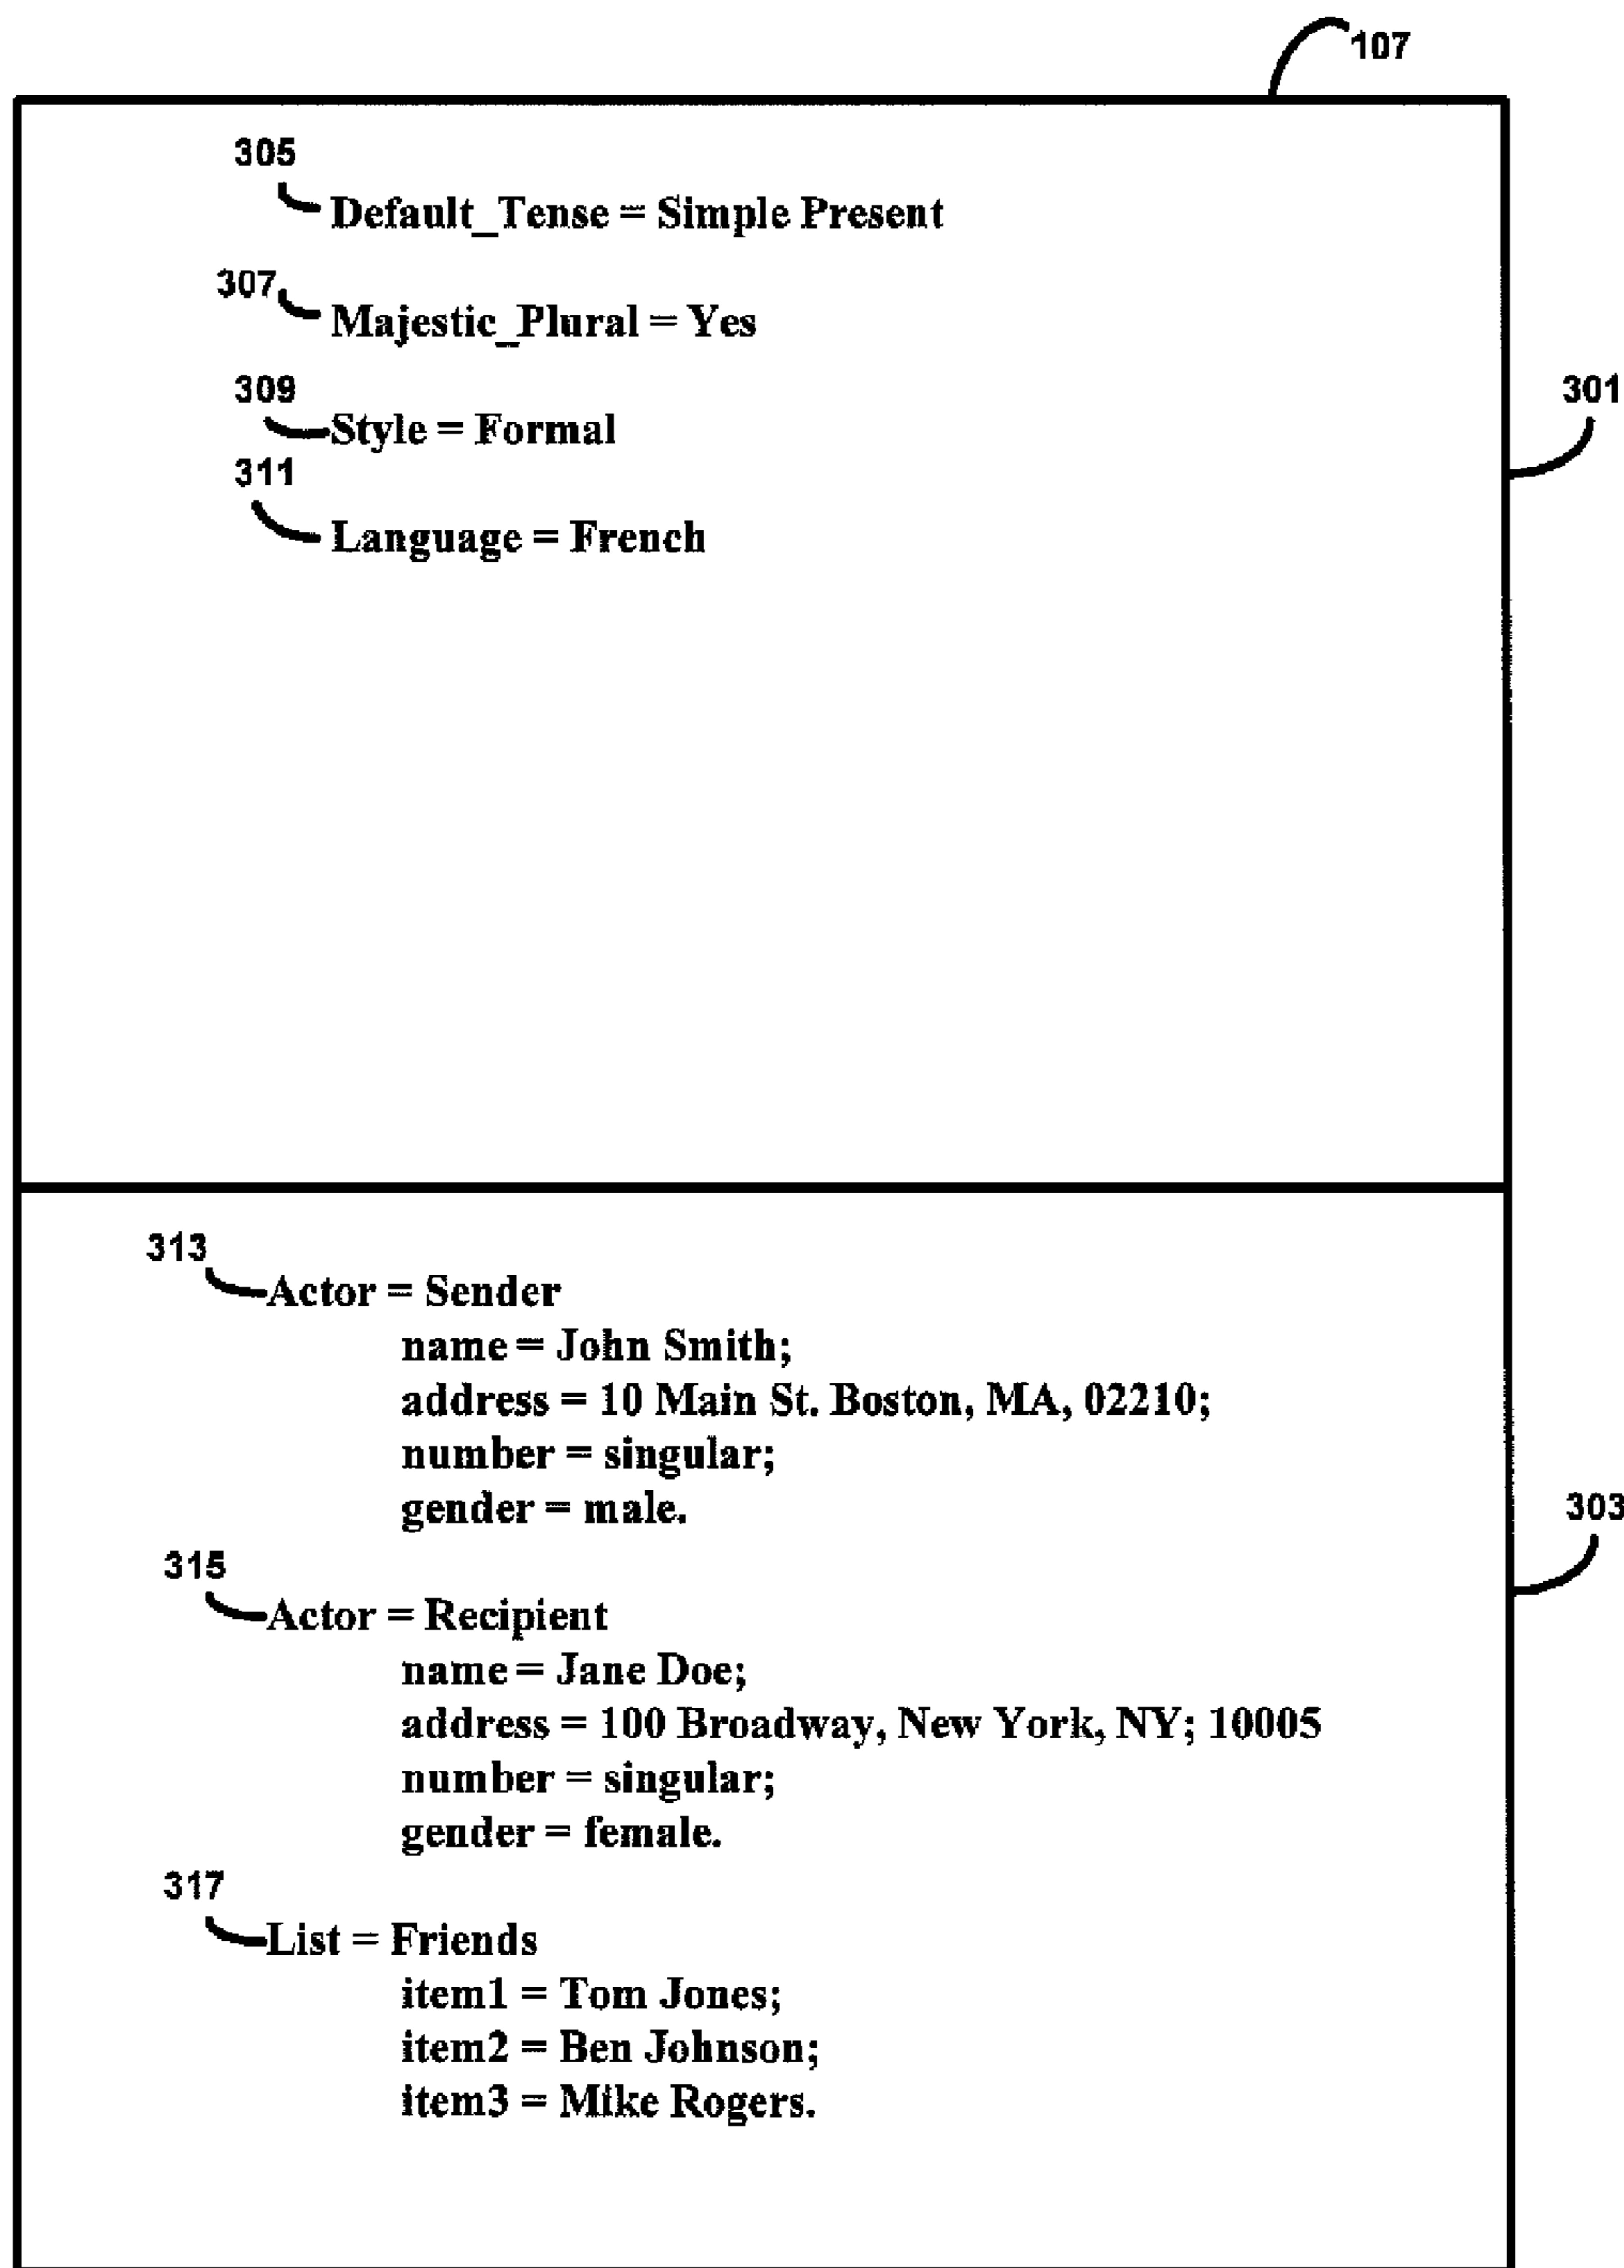 107
305
Default_Tense = Simple Present
307
Majestic_Plural = Yes
309
301
Style = Formal
311
Language = French
313
Actor = Sender
name = John Smith;
address = 10 Main St. Boston, MA, 02210;
number = singular;
gender = male.
303
315
Actor = Recipient
name = Jane Doe;
address = 100 Broadway, New York, NY; 10005
number = singular;
gender = female.
317
List = Friends
item1 = Tom Jones;
item2 = Ben Johnson;
item3 = Mike Rogers.